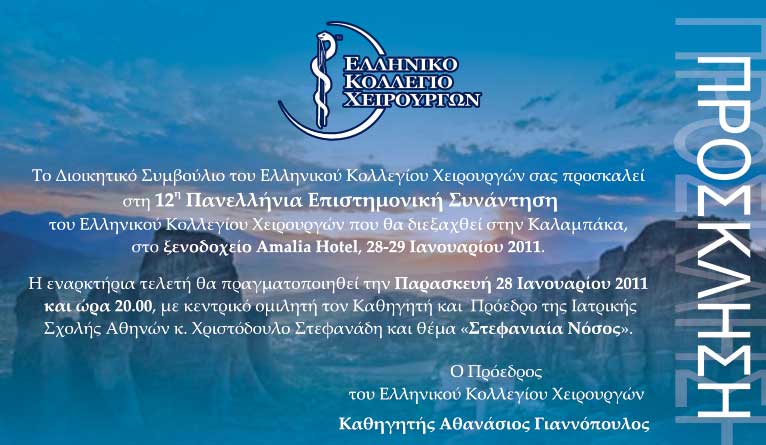 ΕΛΛΗΝΙΚΟ
ΚΟΛΛΕΓΙΟ
ΧΕΙΡΟΥΡΓΩΝ
Το Διοικητικό Συμβούλιο του Ελληνικού Κολλεγίου Χειρουργών σας προσκαλεί
στη 12η Πανελλήνια Επιστημονική Συνάντηση
του Ελληνικού Κολλεγίου Χειρουργών που θα διεξαχθεί στην Καλαμπάκα,
στο ξενοδοχείο Amalia Hotel, 28-29 Ιανουαρίου 2011.
Η εναρκτήρια τελετή θα πραγματοποιηθεί την Παρασκευή 28 Ιανουαρίου 2011
και ώρα 20.00, με κεντρικό ομιλητή τον Καθηγητή και Πρόεδρο της Ιατρικής
Σχολής Αθηνών κ. Χριστόδουλο Στεφανάδη και θέμα «Στεφανιαία Νόσος».
Ο Πρόεδρος
του Ελληνικού Κολλεγίου Χειρουργών
Καθηγητής Αθανάσιος Γιαννόπουλος
ΠΡΟΣΚΛΗΣΗ
ΠΡΟΣΚΛΗΣΗ